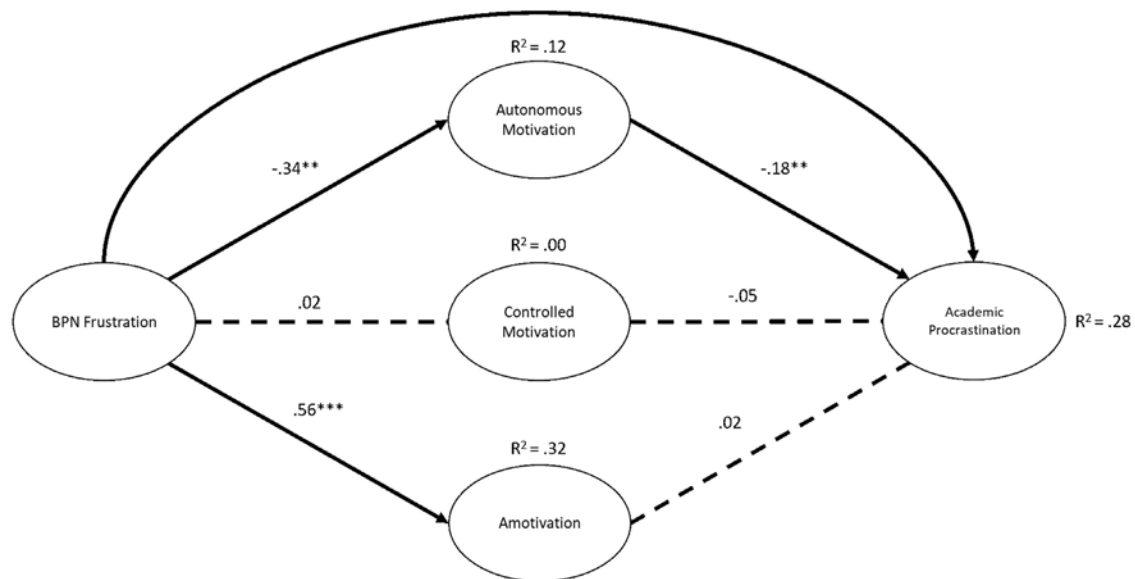 R² = .12
Autonomous
Motivation
-.34**
-.18**
R² = .00
BPN Frustration
.02
Controlled
Motivation
-.05
Academic
Procrastination
R² = .28
.56***
.02
R² = .32
Amotivation